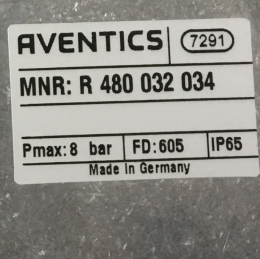 AVENTICS 7291
MNR: R 480 032 034
Pmax: 8 bar FD: 605 IP65
Made in Germany